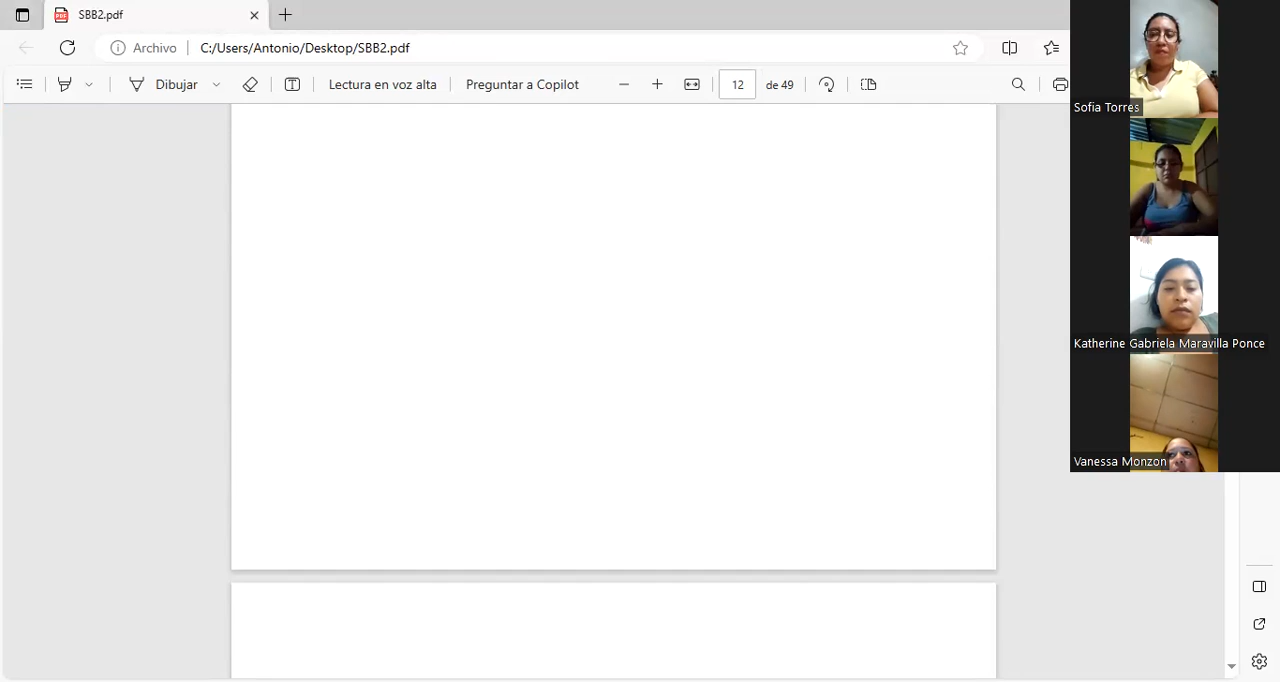 SBB2.pdf
Archivo
C:/Users/Antonio/Desktop/SBB2.pdf
Dibujar
Lectura en voz alta
Preguntar a Copilot
12
de 49
Sofia Torres
Katherine Gabriela Maravilla Ponce
Vanessa Monzon